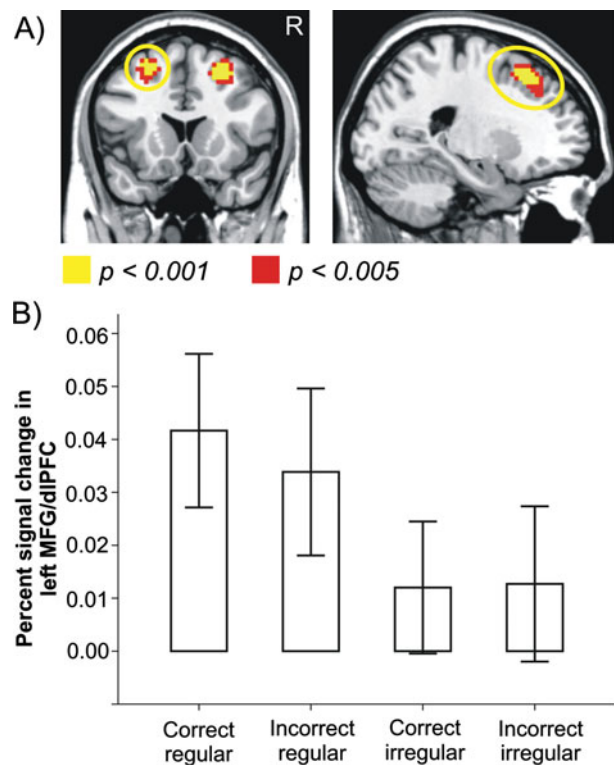 A)
R
p < 0.001
p < 0.005
B)
Percent signal change in
left MFG/dlPFC
0.06
0.05
0.04
0.03
0.02
0.01
0.00
Correct regular
Incorrect regular
Correct irregular
Incorrect irregular